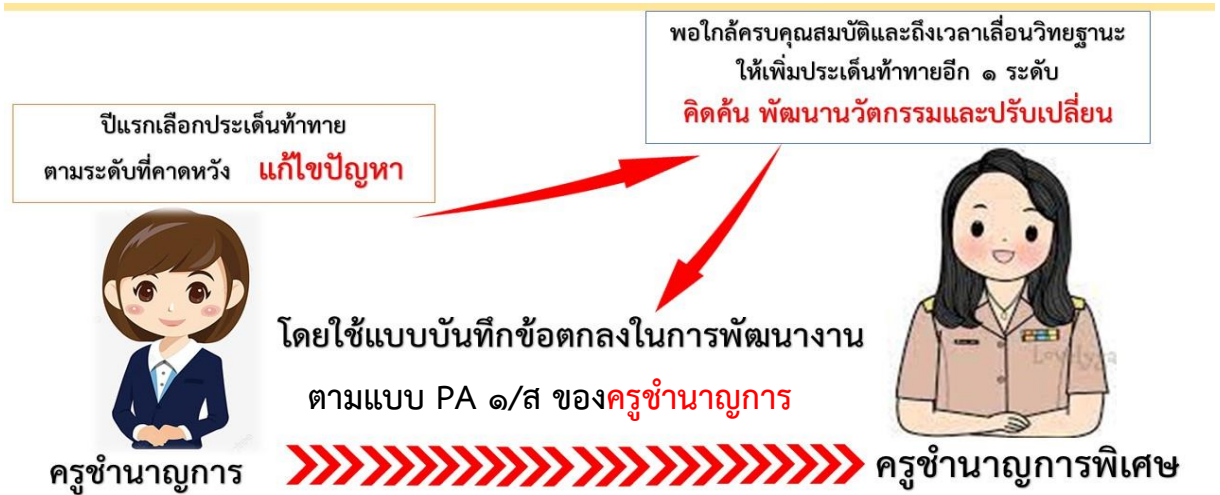 พอใกล้ครบคุณสมบัติและถึงเวลาเลื่อนวิทยฐานะ
ให้เพิ่มประเด็นท้าทายอีก ๑ ระดับ
คิดค้น พัฒนานวัตกรรมและปรับเปลี่ยน
ปีแรกเลือกประเด็นท้าทาย
ตามระดับที่คาดหวัง แก้ไขปัญหา
โดยใช้แบบบันทึกข้อตกลงในการพัฒนางาน
ตามแบบ PA ๑/ส ของครูชำนาญการ
ครูชำนาญการ
ครูชำนาญการพิเศษ